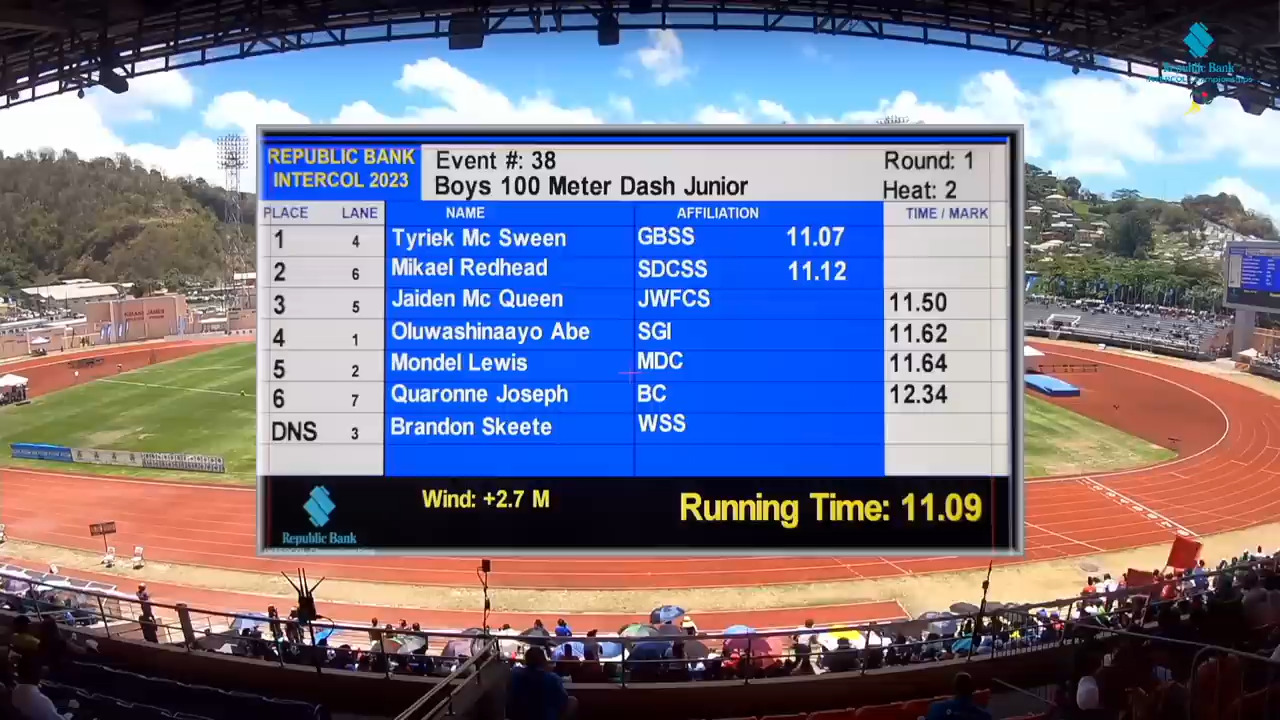 Republic Bank
INTERCOL Championships
REPUBLIC BANK
INTERCOL 2023
Event #: 38
Boys 100 Meter Dash Junior
Round: 1
Heat: 2
PLACE LANE NAME AFFILIATION TIME / MARK
1 4 Tyriek Mc Sween GBSS 11.07
2 6 Mikael Redhead SDCSS 11.12
3 5 Jaiden Mc Queen JWFCS 11.50
4 1 Oluwashinaayo Abe SGI 11.62
5 2 Mondel Lewis MDC 11.64
6 7 Quaronne Joseph BC 12.34
DNS 3 Brandon Skeete WSS
Wind: +2.7 M
Running Time: 11.09
Republic Bank
INTERCOL Championships